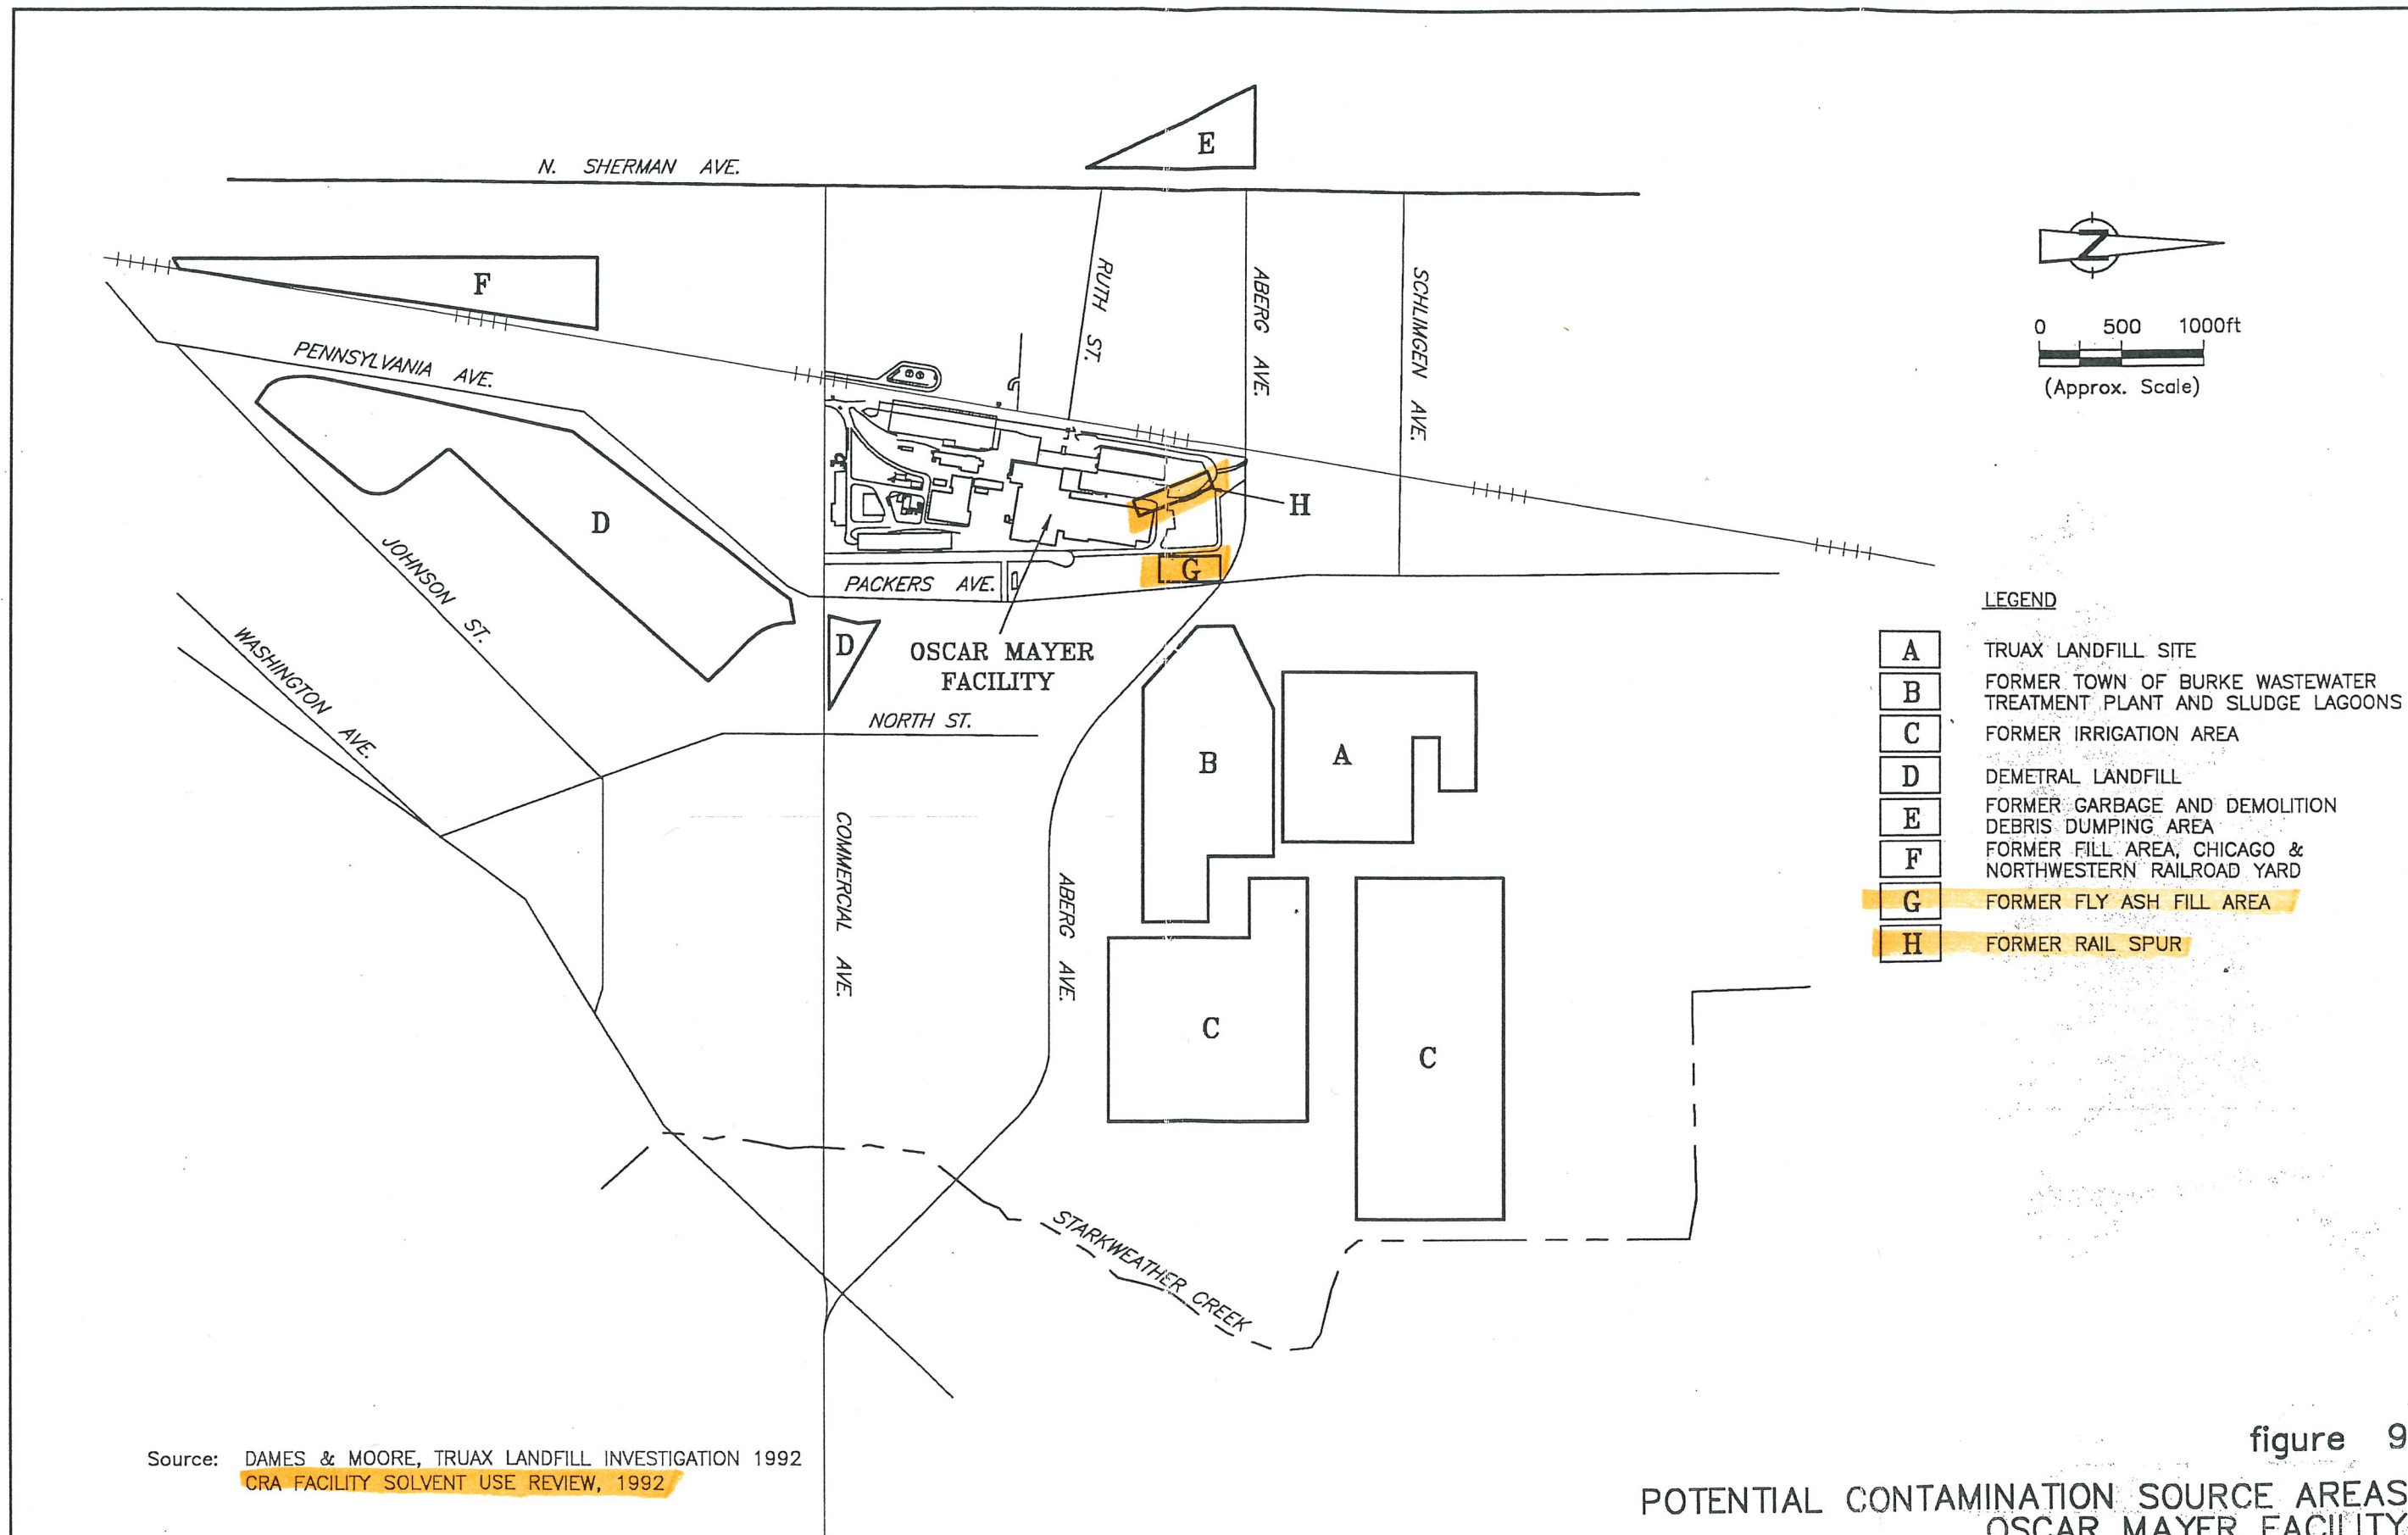 E
N. SHERMAN AVE.
F
RUTH ST.
ABERG AVE.
SCHLIMGEN AVE.
N
0 500 1000ft
(Approx. Scale)
PENNSYLVANIA AVE.
H
D
JOHNSON ST.
G
PACKERS AVE.
WASHINGTON AVE.
D
OSCAR MAYER
FACILITY
NORTH ST.
B
A
COMMERCIAL AVE.
ABERG AVE.
C
C
STARKWEATHER CREEK
LEGEND
A TRUAX LANDFILL SITE
B FORMER TOWN OF BURKE WASTEWATER
TREATMENT PLANT AND SLUDGE LAGOONS
C FORMER IRRIGATION AREA
D DEMETRAL LANDFILL
E FORMER GARBAGE AND DEMOLITION
DEBRIS DUMPING AREA
F FORMER FILL AREA, CHICAGO &
NORTHWESTERN RAILROAD YARD
G FORMER FLY ASH FILL AREA
H FORMER RAIL SPUR
Source: DAMES & MOORE, TRUAX LANDFILL INVESTIGATION 1992
CRA FACILITY SOLVENT USE REVIEW, 1992
figure 9
POTENTIAL CONTAMINATION SOURCE AREAS
OSCAR MAYER FACILITY